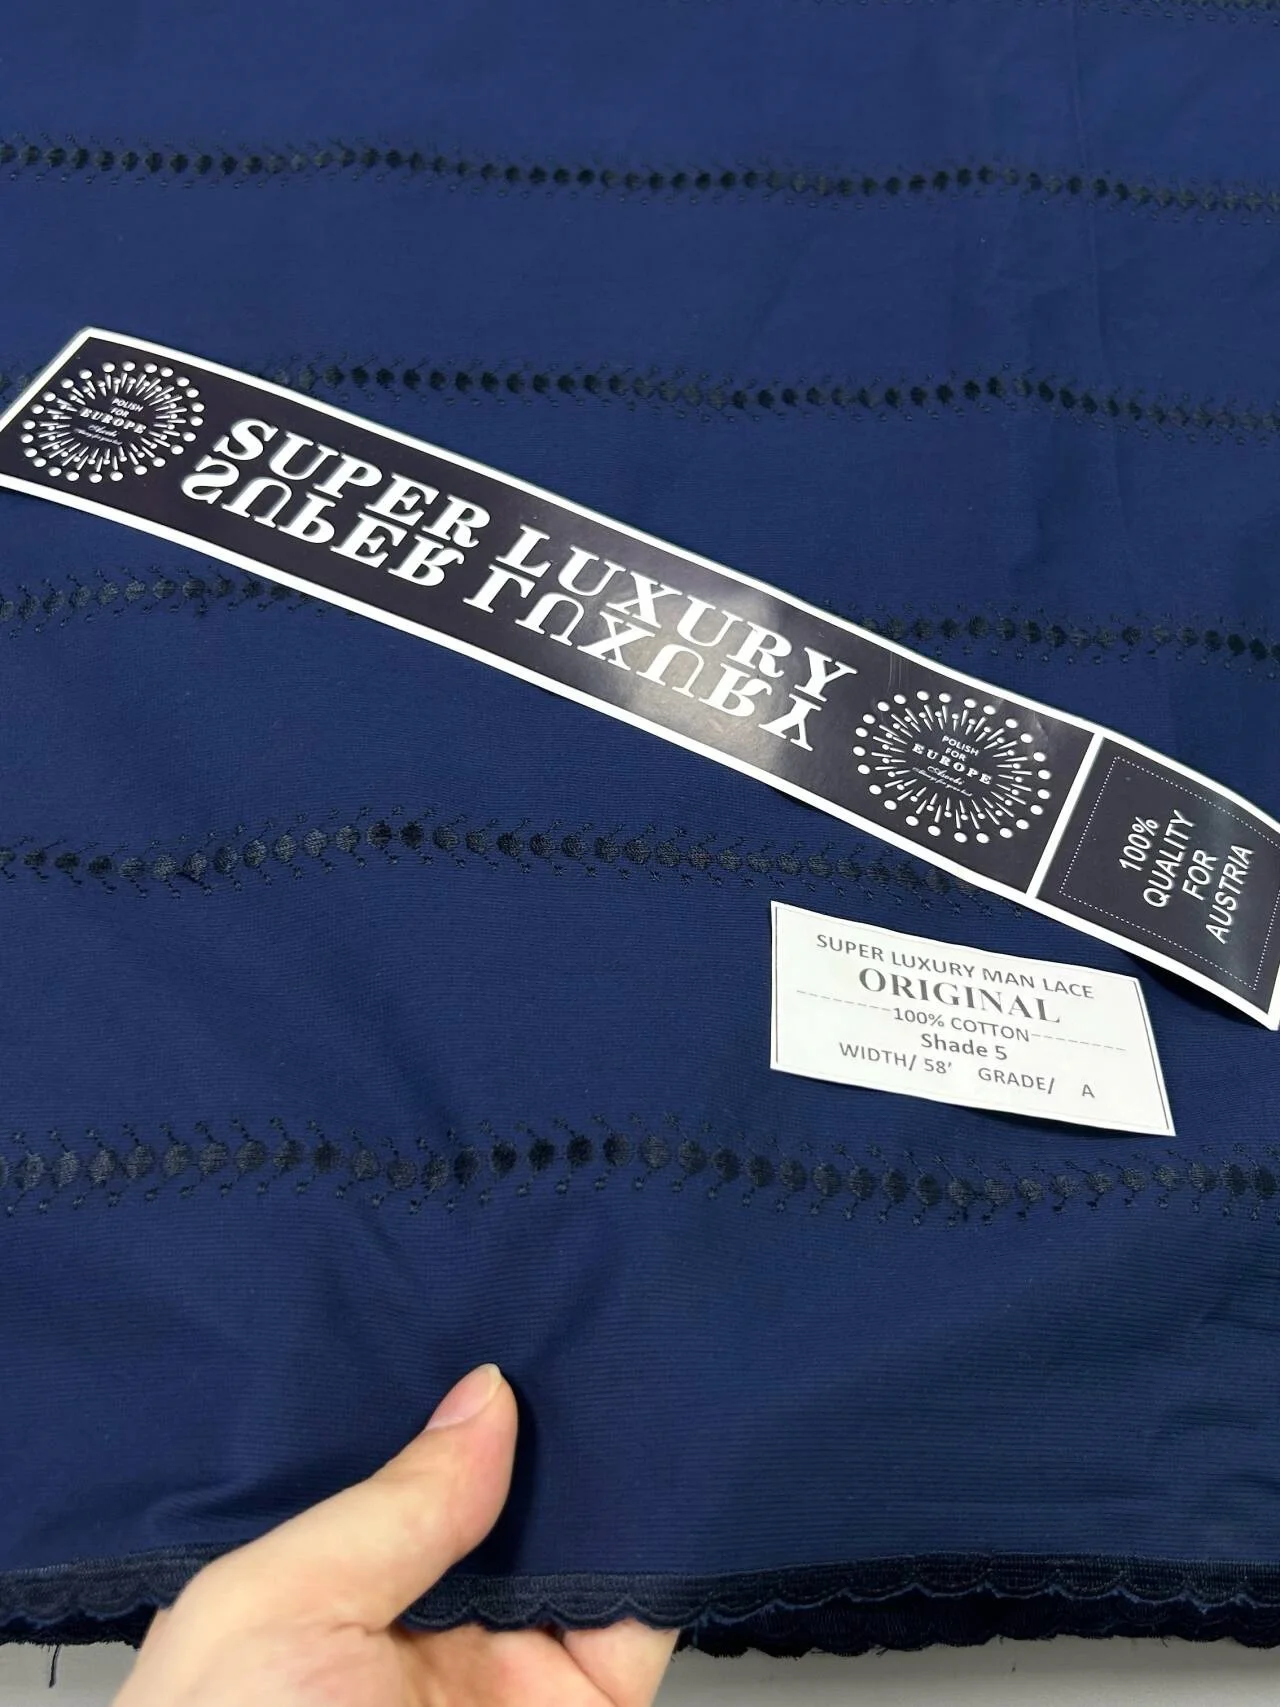 POLISH
FOR
EUROPE
SUPER LUXURY
SUPER LUXURY
POLISH
FOR
EUROPE
100%
QUALITY
FOR
AUSTRIA
SUPER LUXURY MAN LACE
ORIGINAL
--------100% COTTON--------
Shade 5
WIDTH/ 58' GRADE/ A